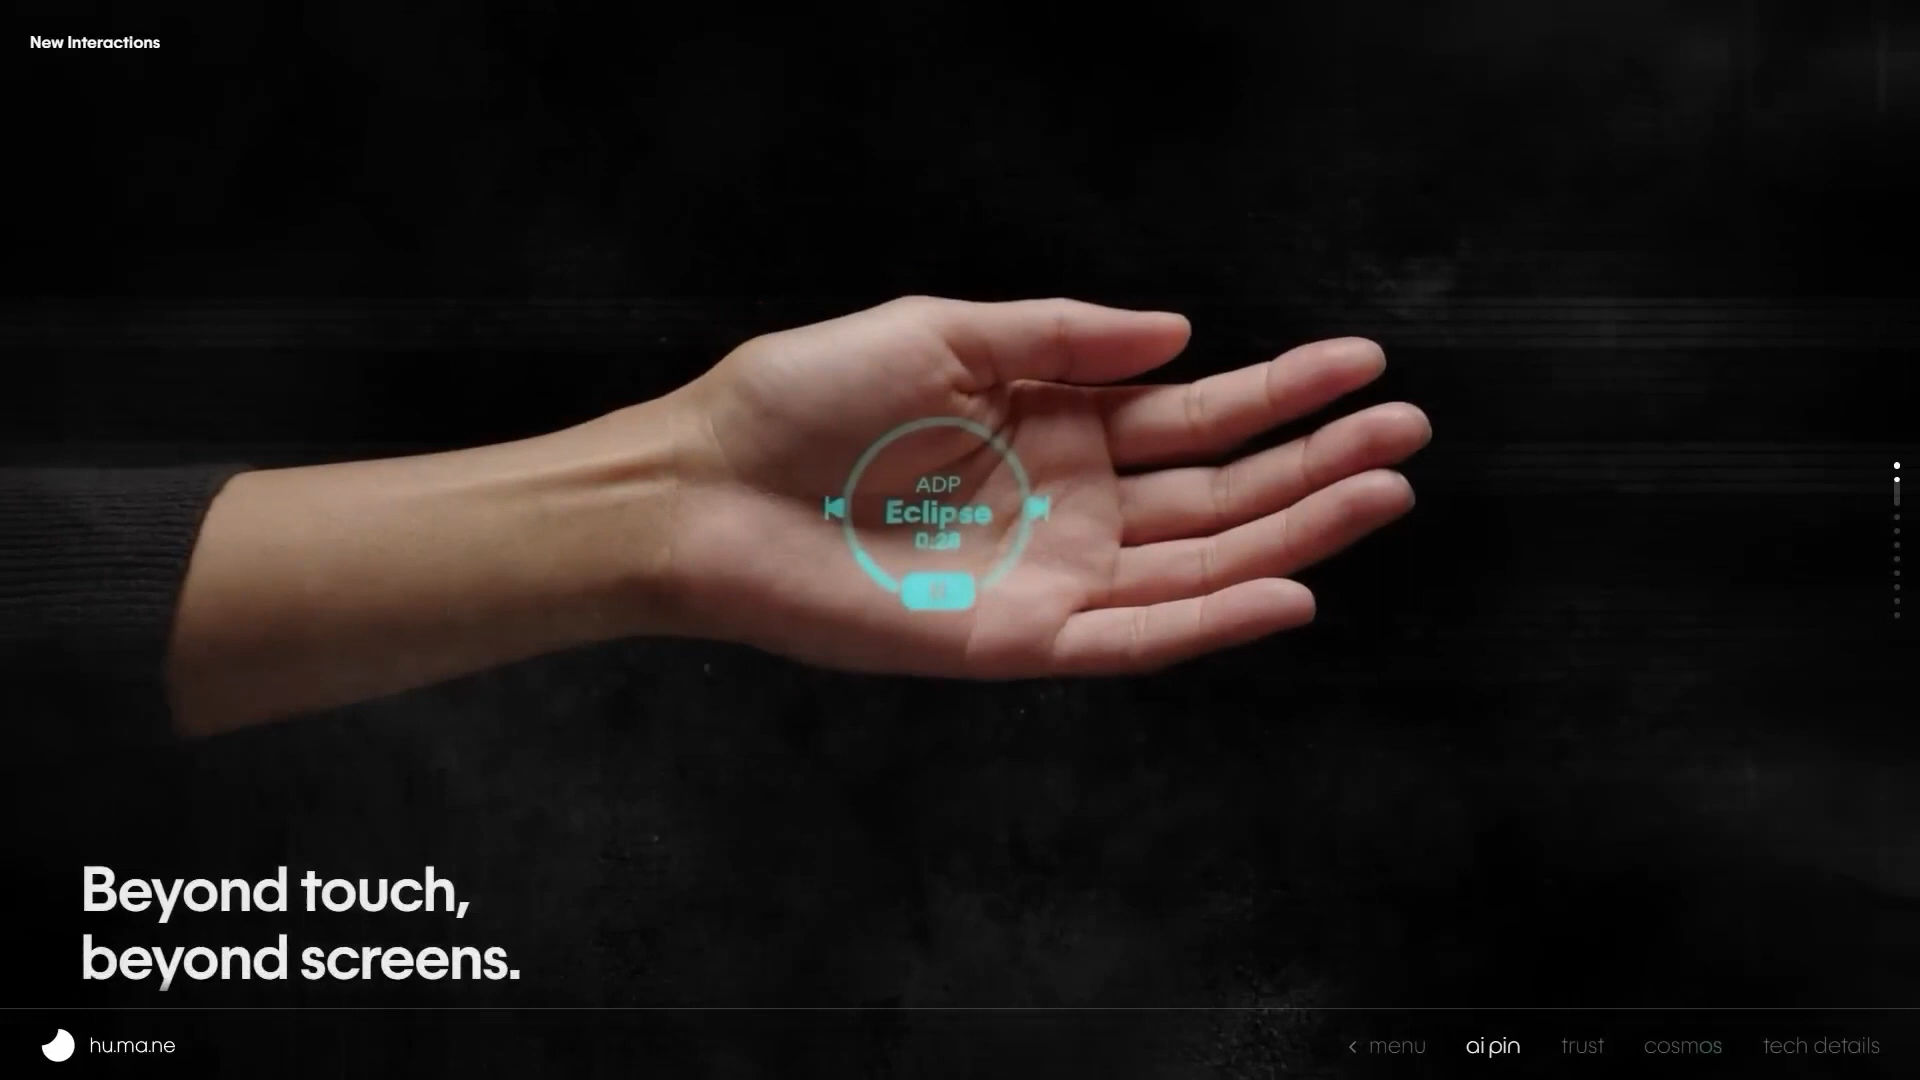 New Interactions
ADP
Eclipse
0:28
Beyond touch,
beyond screens.
hu.ma.ne
menu
ai pin
trust
cosmos
tech details